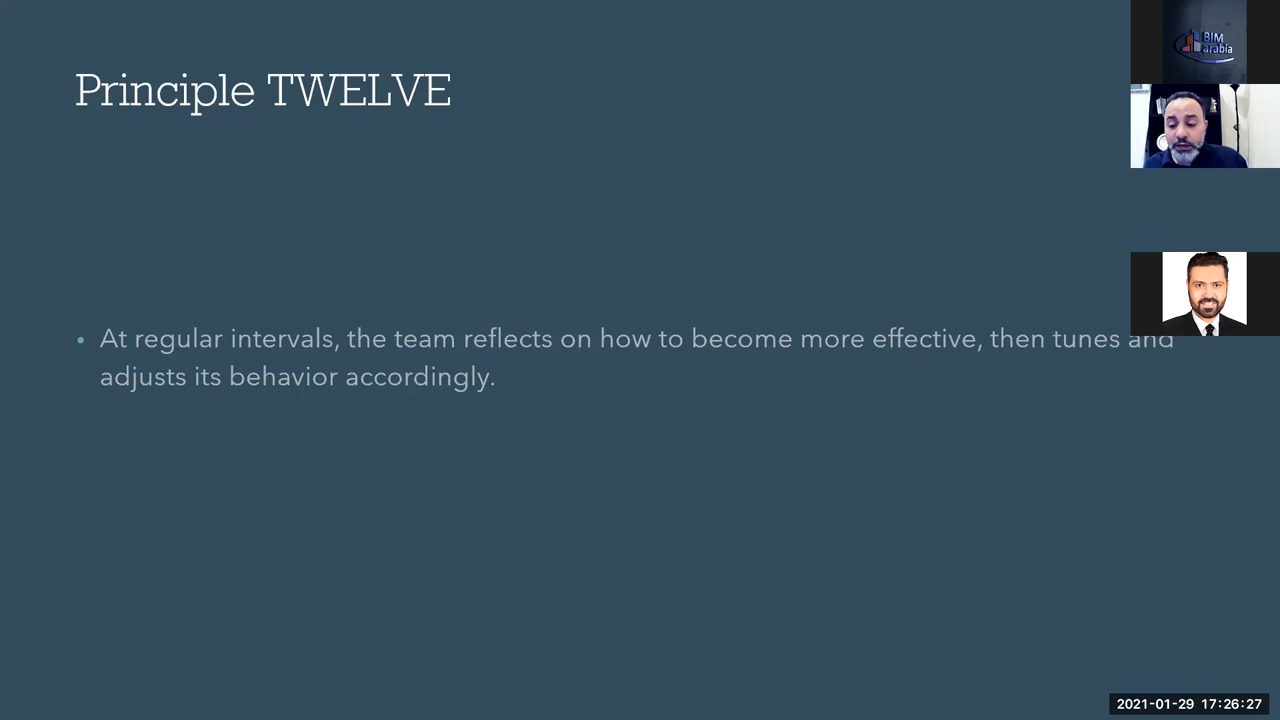 Principle TWELVE
BIM
arabia
• At regular intervals, the team reflects on how to become more effective, then tunes and
adjusts its behavior accordingly.
2021-01-29 17:26:27